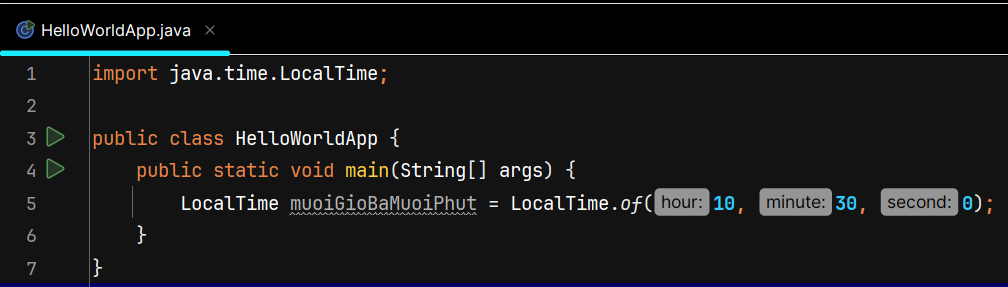 HelloWorldApp.java ×
1 import java.time.LocalTime;
2
3 public class HelloWorldApp {
4 public static void main(String[] args) {
5 LocalTime muoiGioBaMuoiPhut = LocalTime.of( hour: 10, minute: 30, second: 0);
6 }
7 }